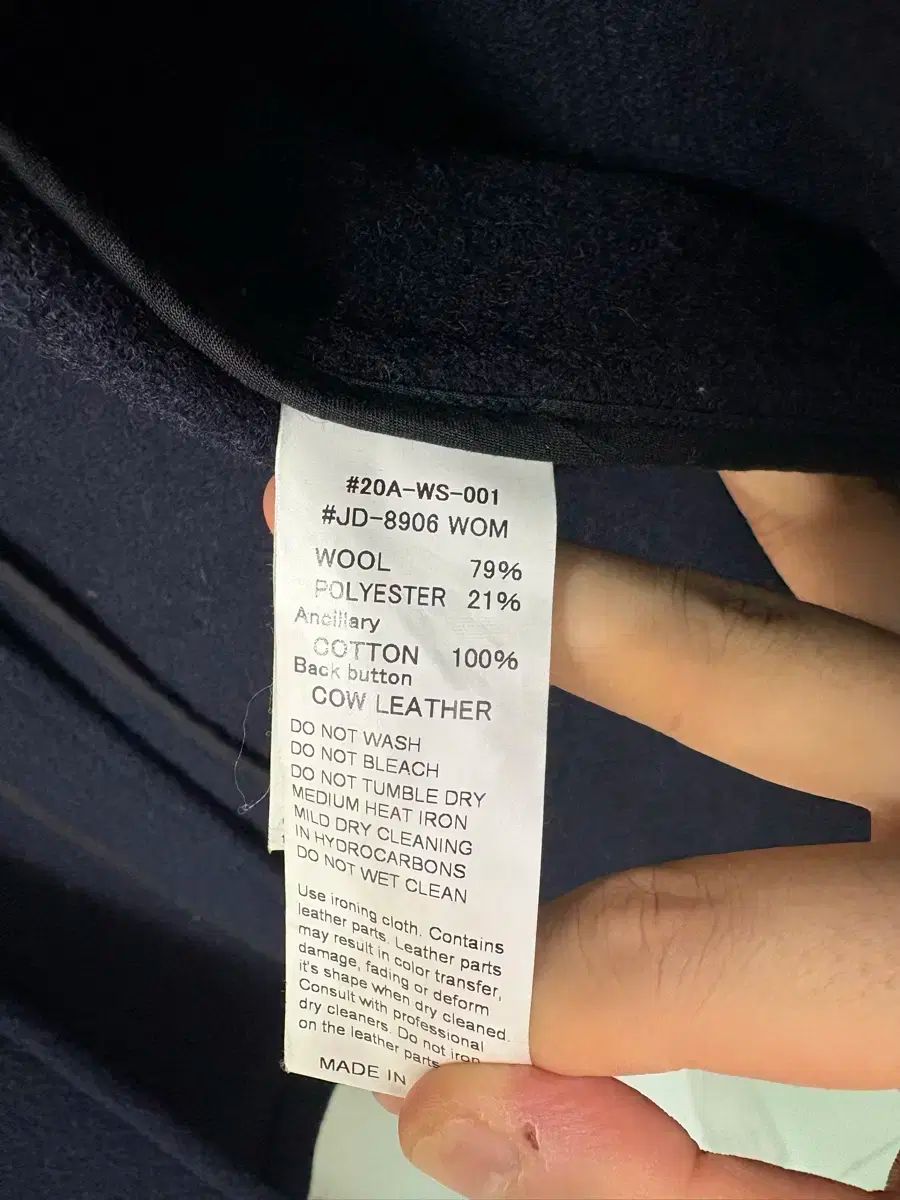 #20A-WS-001
#JD-8906 WOM
WOOL 79%
POLYESTER 21%
Ancillary
COTTON 100%
Back button
COW LEATHER
DO NOT WASH
DO NOT BLEACH
DO NOT TUMBLE DRY
MEDIUM HEAT IRON
MILD DRY CLEANING
IN HYDROCARBONS
DO NOT WET CLEAN
Use ironing cloth. Contains
leather parts. Leather parts
may result in color transfer,
damage, fading or deform
it's shape when dry cleaned.
Consult with professional
dry cleaners. Do not iron
on the leather parts
MADE IN